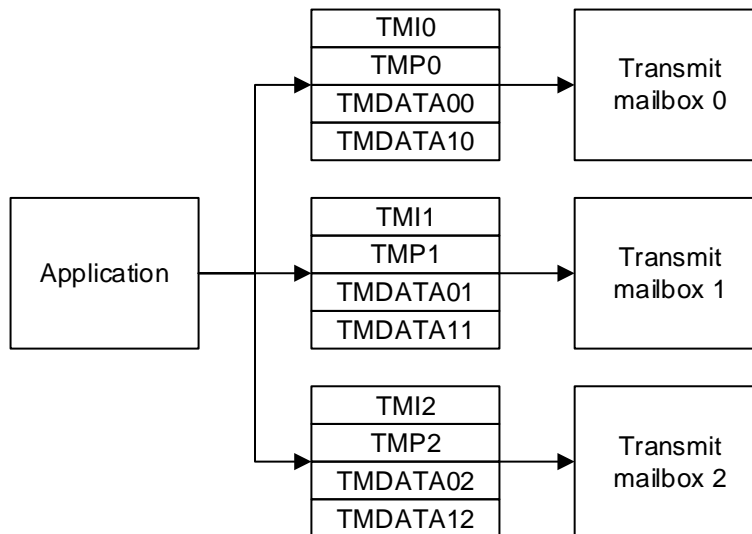 TMI0
TMP0
TMDATA00
TMDATA10
Transmit
mailbox 0
Application
TMI1
TMP1
TMDATA01
TMDATA11
Transmit
mailbox 1
TMI2
TMP2
TMDATA02
TMDATA12
Transmit
mailbox 2